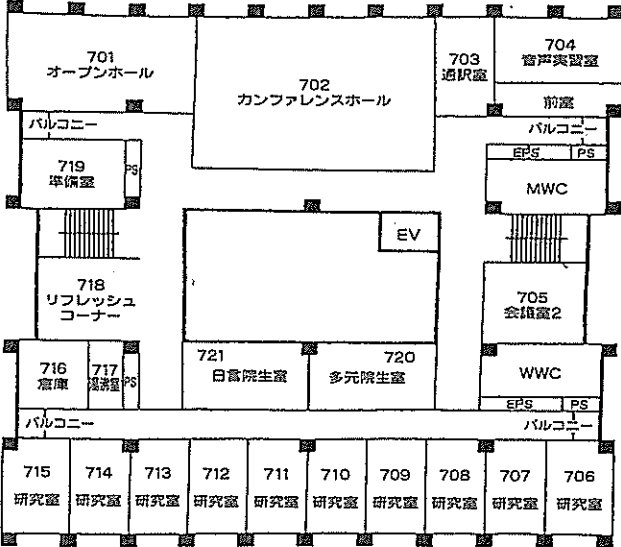 701
オープンホール
702
カンファレンスホール
703
通訳室
704
音声実習室
前室
バルコニー
バルコニー
719
準備室
PS
EPS
PS
MWC
EV
718
リフレッシュ
コーナー
705
会議室2
716
倉庫
717
湯沸室
PS
721
日言院生室
720
多元院生室
WWC
EPS
PS
バルコニー
バルコニー
715
研究室
714
研究室
713
研究室
712
研究室
711
研究室
710
研究室
709
研究室
708
研究室
707
研究室
706
研究室